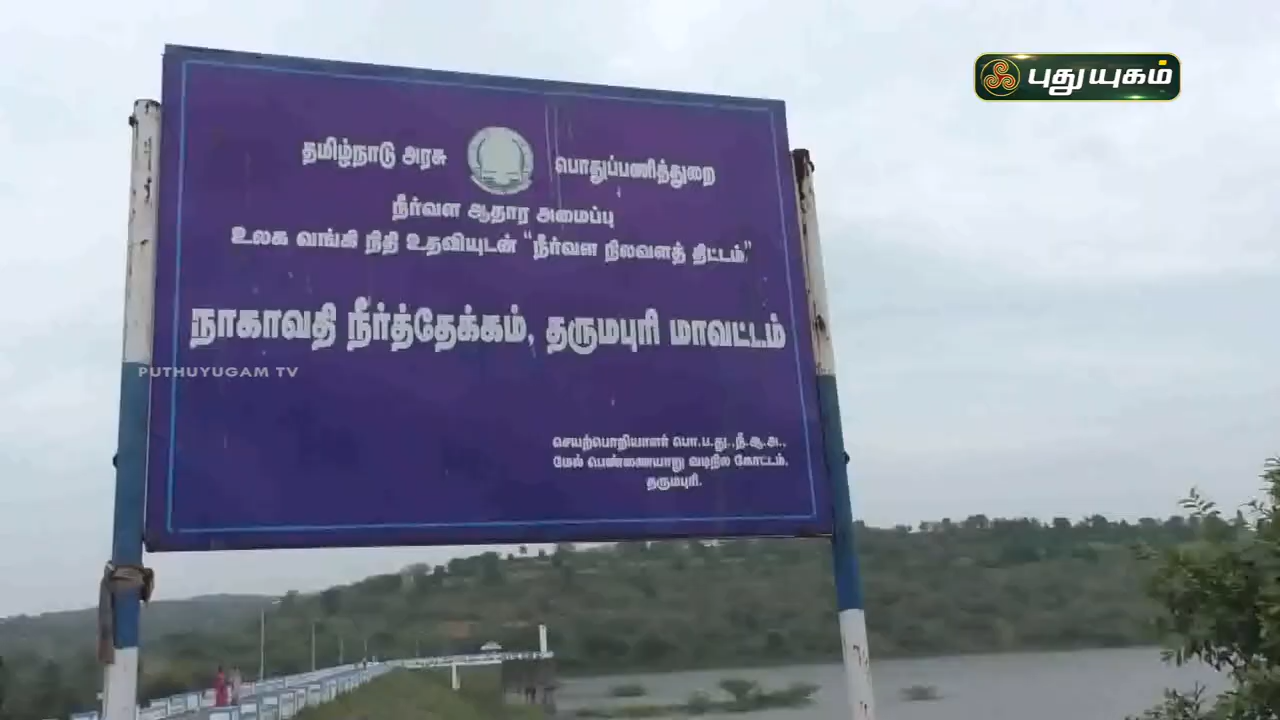 புதுயுகம்
தமிழ்நாடு அரசு பொதுப்பணித்துறை
நீர்வள ஆதார அமைப்பு
உலக வங்கி நிதி உதவியுடன் “நீர்வள நிலவளத் திட்டம்”
நாகாவதி நீர்த்தேக்கம், தருமபுரி மாவட்டம்
PUTHUYUGAM TV
செயற்பொறியாளர் பொ.ப.து.,நீ.ஆ.அ.,
மேல் பெண்ணையாறு வடிநில கோட்டம்,
தருமபுரி.